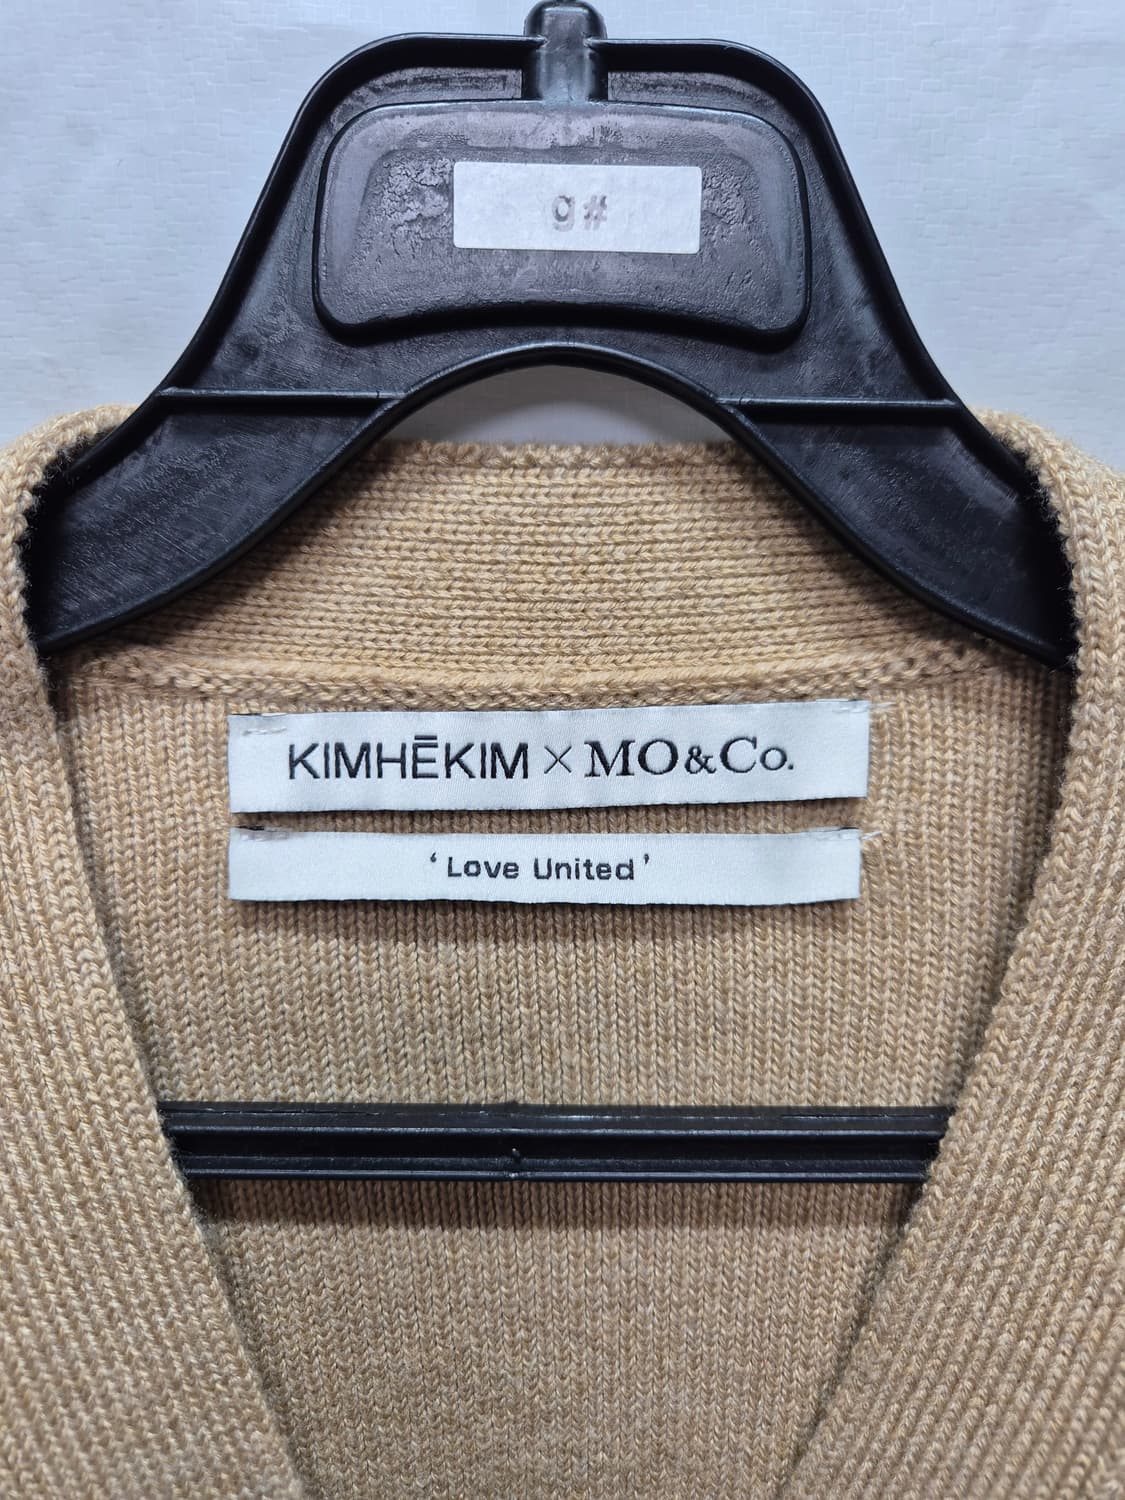 9#
KIMHĒKIM × MO&Co.
‘Love United’